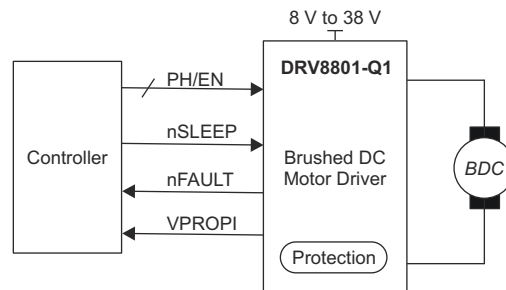 8 V to 38 V
DRV8801-Q1
PH/EN
nSLEEP
Controller
Brushed DC
Motor Driver
nFAULT
VPROPI
BDC
Protection